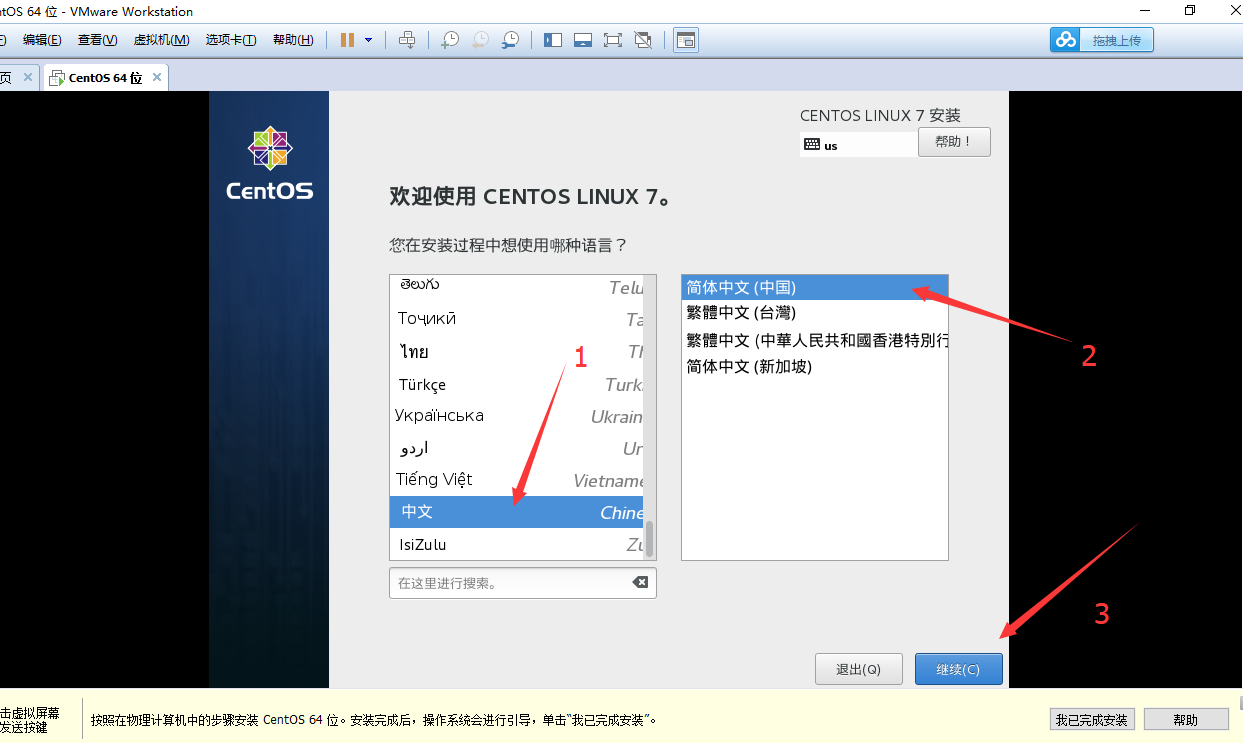 ntOS 64 位 - VMware Workstation
编辑(E) 查看(V) 虚拟机(M) 选项卡(T) 帮助(H)
拖拽上传
页 CentOS 64 位
CentOS
CENTOS LINUX 7 安装
us 帮助！
欢迎使用 CENTOS LINUX 7。
您在安装过程中想使用哪种语言？
తెలుగు Telu
Тоҷикӣ Ta
ไทย Th
Türkçe Turk
Українська Ukrain
اردو Ur
Tiếng Việt Vietname
中文 Chine
IsiZulu Zu
简体中文 (中国)
繁體中文 (台灣)
繁體中文 (中華人民共和國香港特別行
简体中文 (新加坡)
1
2
3
在这里进行搜索。
退出(Q) 继续(C)
击虚拟屏幕
发送按键
按照在物理计算机中的步骤安装 CentOS 64 位。安装完成后，操作系统会进行引导，单击“我已完成安装”。
我已完成安装 帮助